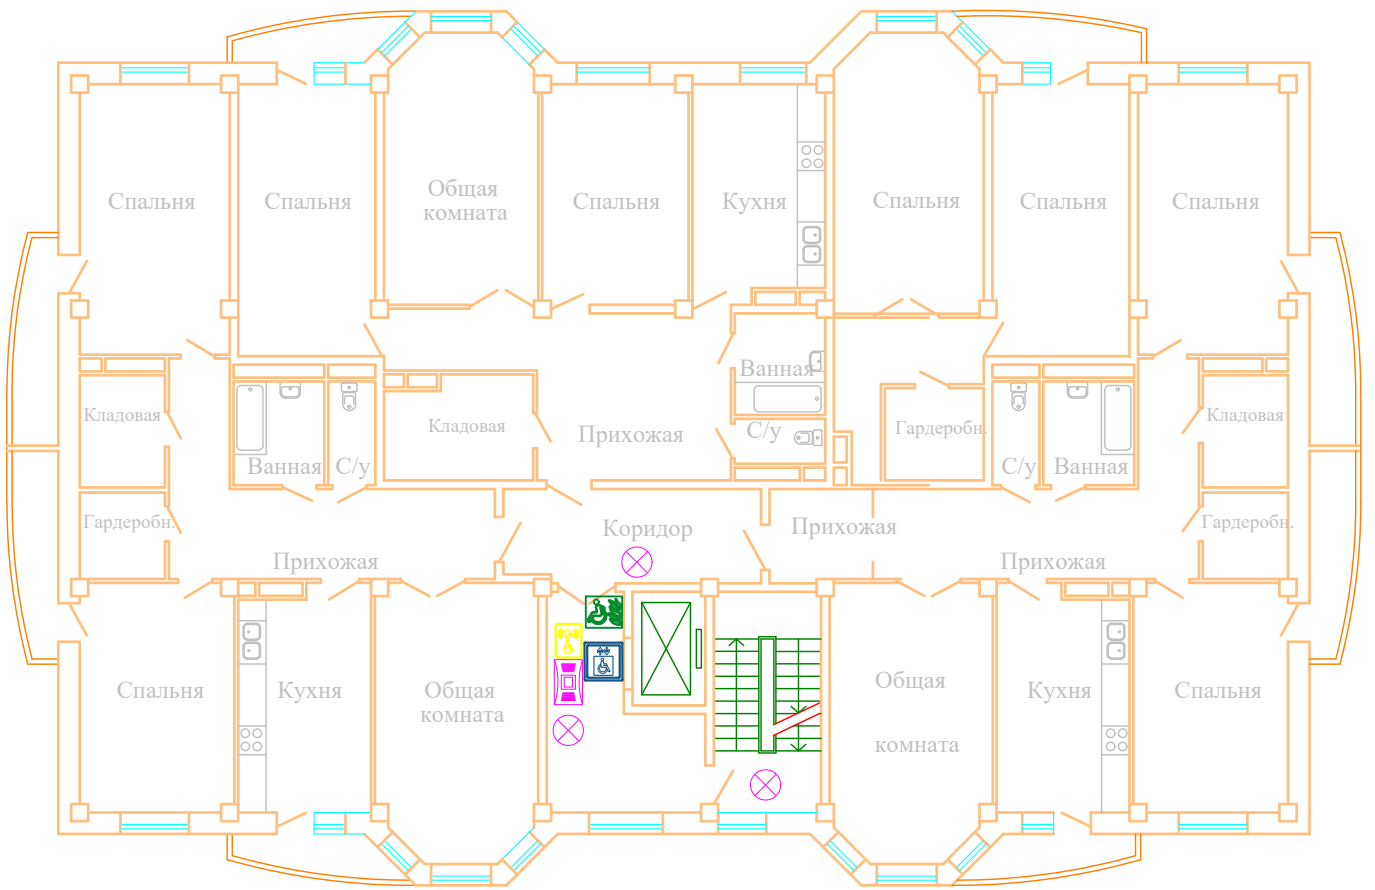 Общая
комната
Спальня
Спальня
Спальня
Кухня
Спальня
Спальня
Спальня
Ванная
Кладовая
Кладовая
Прихожая
С/у
Гардеробн.
Кладовая
Ванная
С/у
С/у
Ванная
Гардеробн.
Коридор
Прихожая
Гардеробн.
Прихожая
Прихожая
Спальня
Кухня
Общая
комната
Общая
комната
Кухня
Спальня